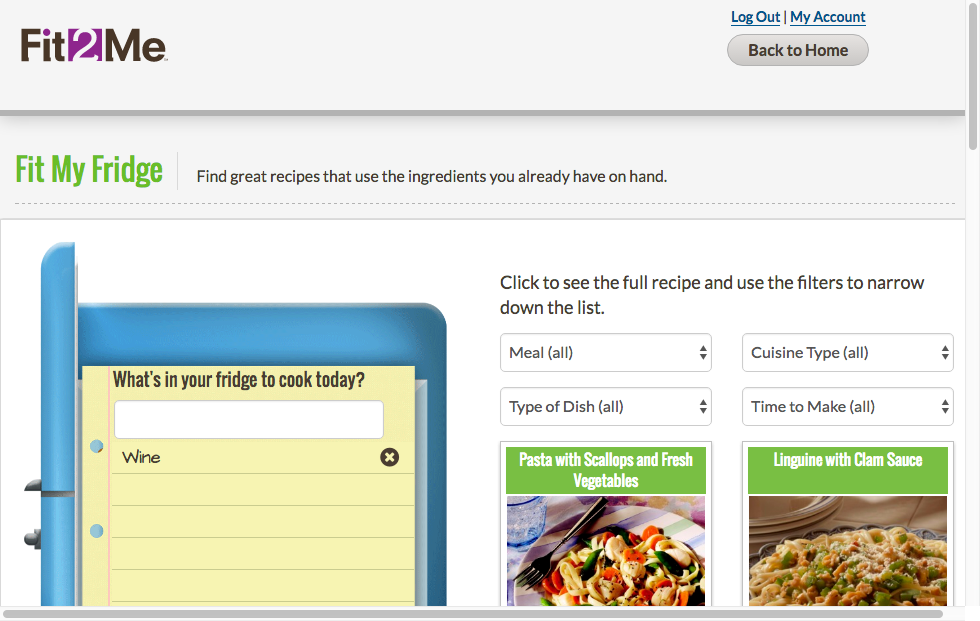 Log Out | My Account
Fit2Me
Back to Home
Fit My Fridge
Find great recipes that use the ingredients you already have on hand.
Click to see the full recipe and use the filters to narrow
down the list.
Meal (all)
Cuisine Type (all)
Type of Dish (all)
Time to Make (all)
What's in your fridge to cook today?
Wine
Pasta with Scallops and Fresh
Vegetables
Linguine with Clam Sauce